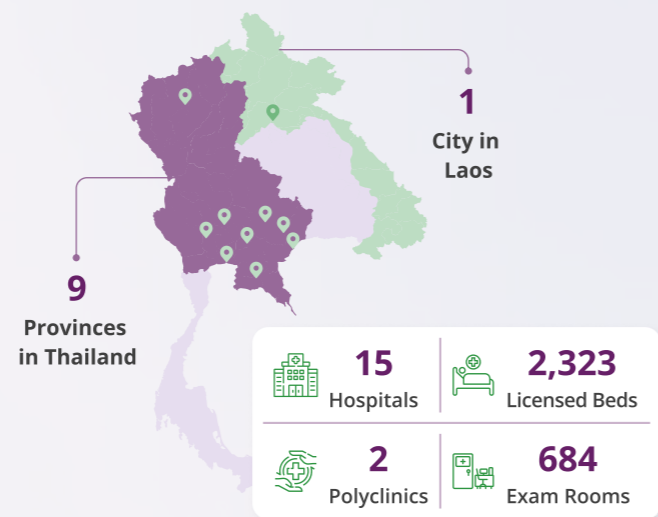 1
City in
Laos
9
Provinces
in Thailand
15
Hospitals
2,323
Licensed Beds
2
Polyclinics
684
Exam Rooms